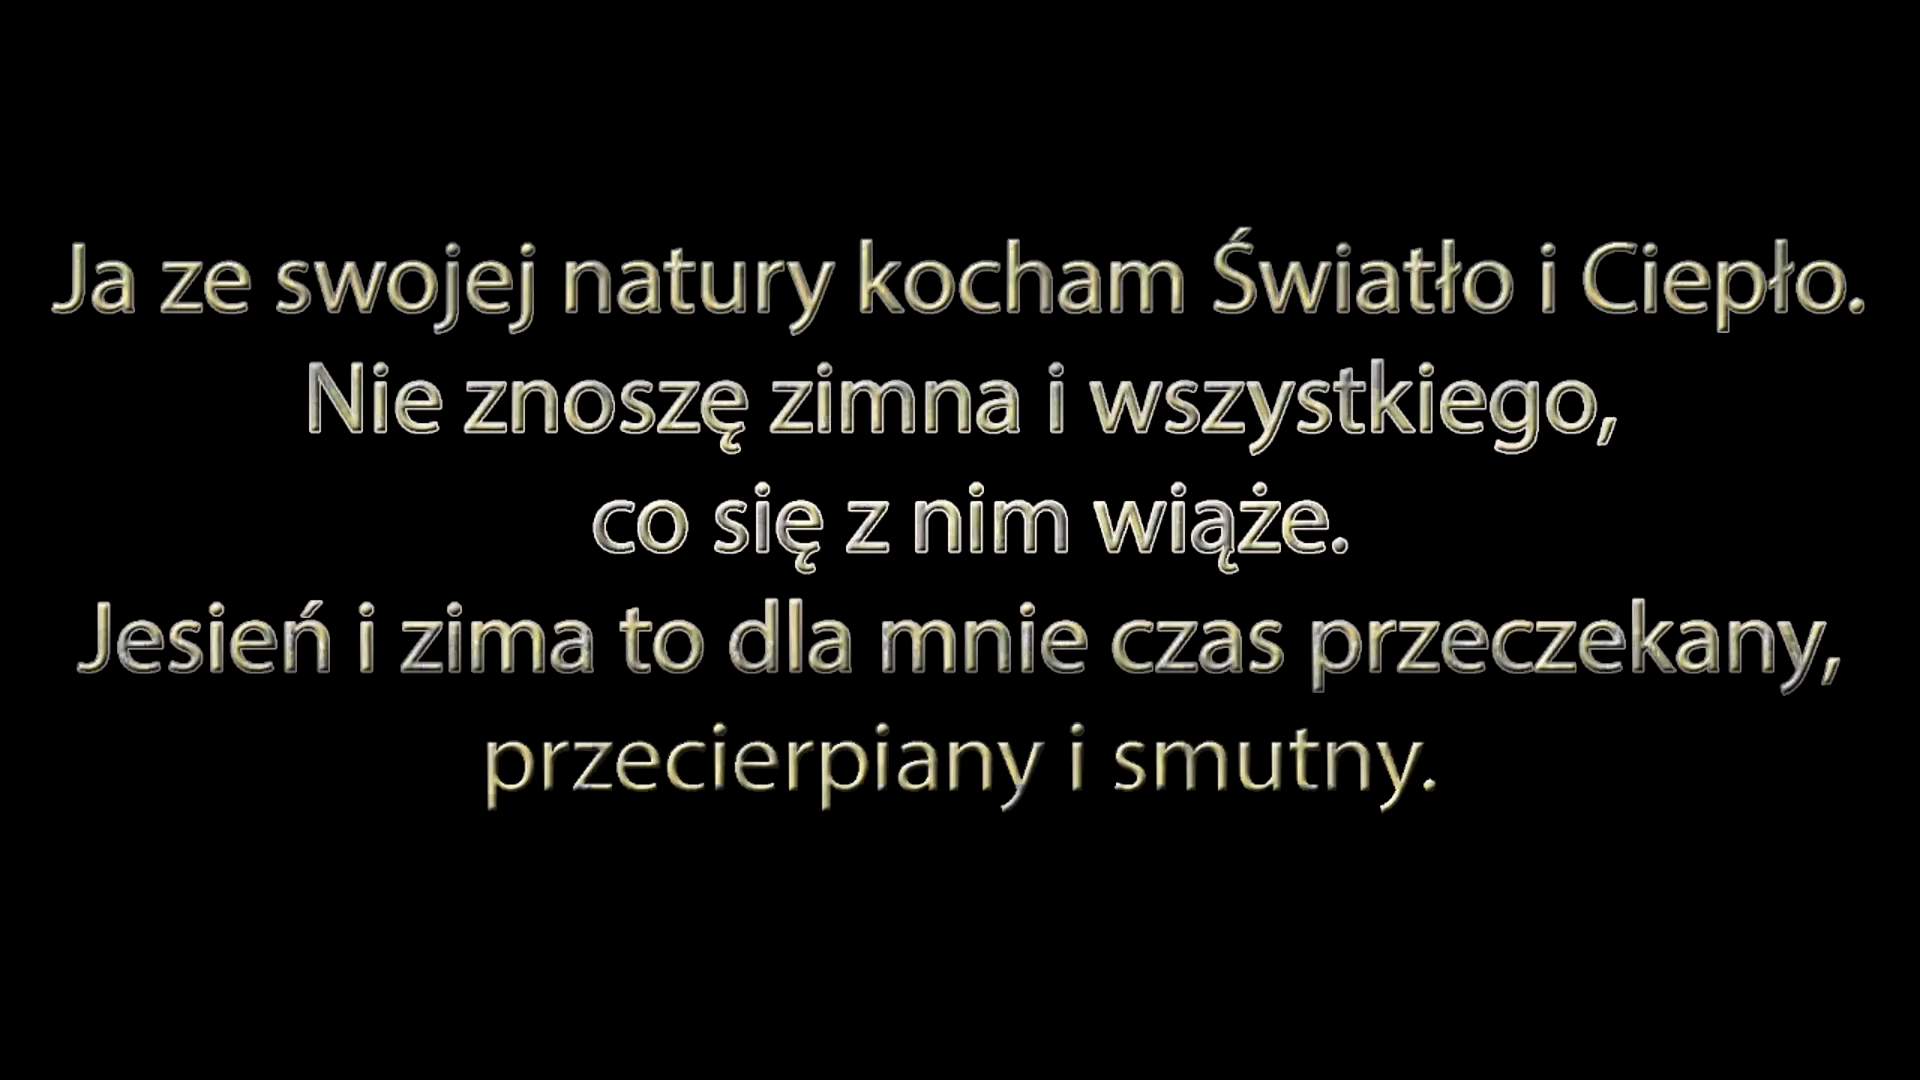 Ja ze swojej natury kocham Światło i Ciepło.
Nie znoszę zimna i wszystkiego,
co się z nim wiąże.
Jesień i zima to dla mnie czas przeczekany,
przecierpiany i smutny.